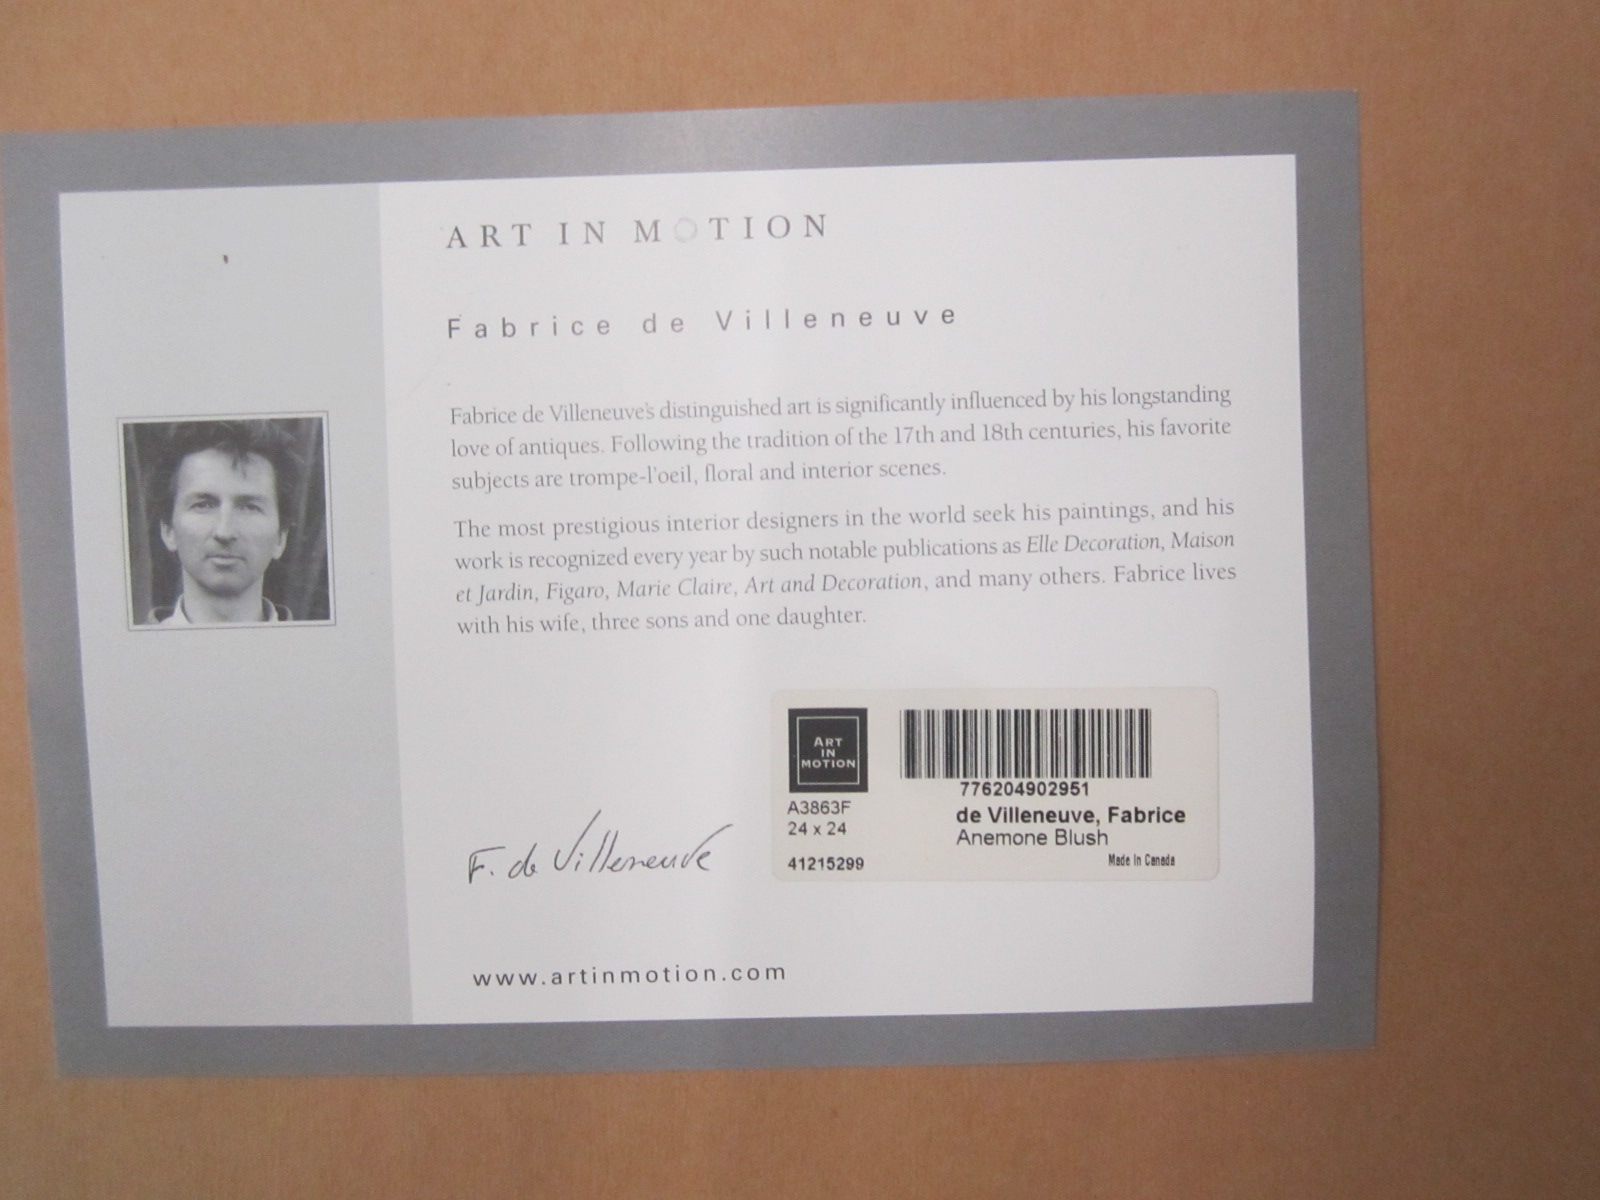 ART IN MOTION
Fabrice de Villeneuve
Fabrice de Villeneuve's distinguished art is significantly influenced by his longstanding
love of antiques. Following the tradition of the 17th and 18th centuries, his favorite
subjects are trompe-l'oeil, floral and interior scenes.
The most prestigious interior designers in the world seek his paintings, and his
work is recognized every year by such notable publications as Elle Decoration, Maison
et Jardin, Figaro, Marie Claire, Art and Decoration, and many others. Fabrice lives
with his wife, three sons and one daughter.
F. de Villeneuve
ART
IN
MOTION
A3863F
24 x 24
41215299
776204902951
de Villeneuve, Fabrice
Anemone Blush
Made In Canada
www.artinmotion.com